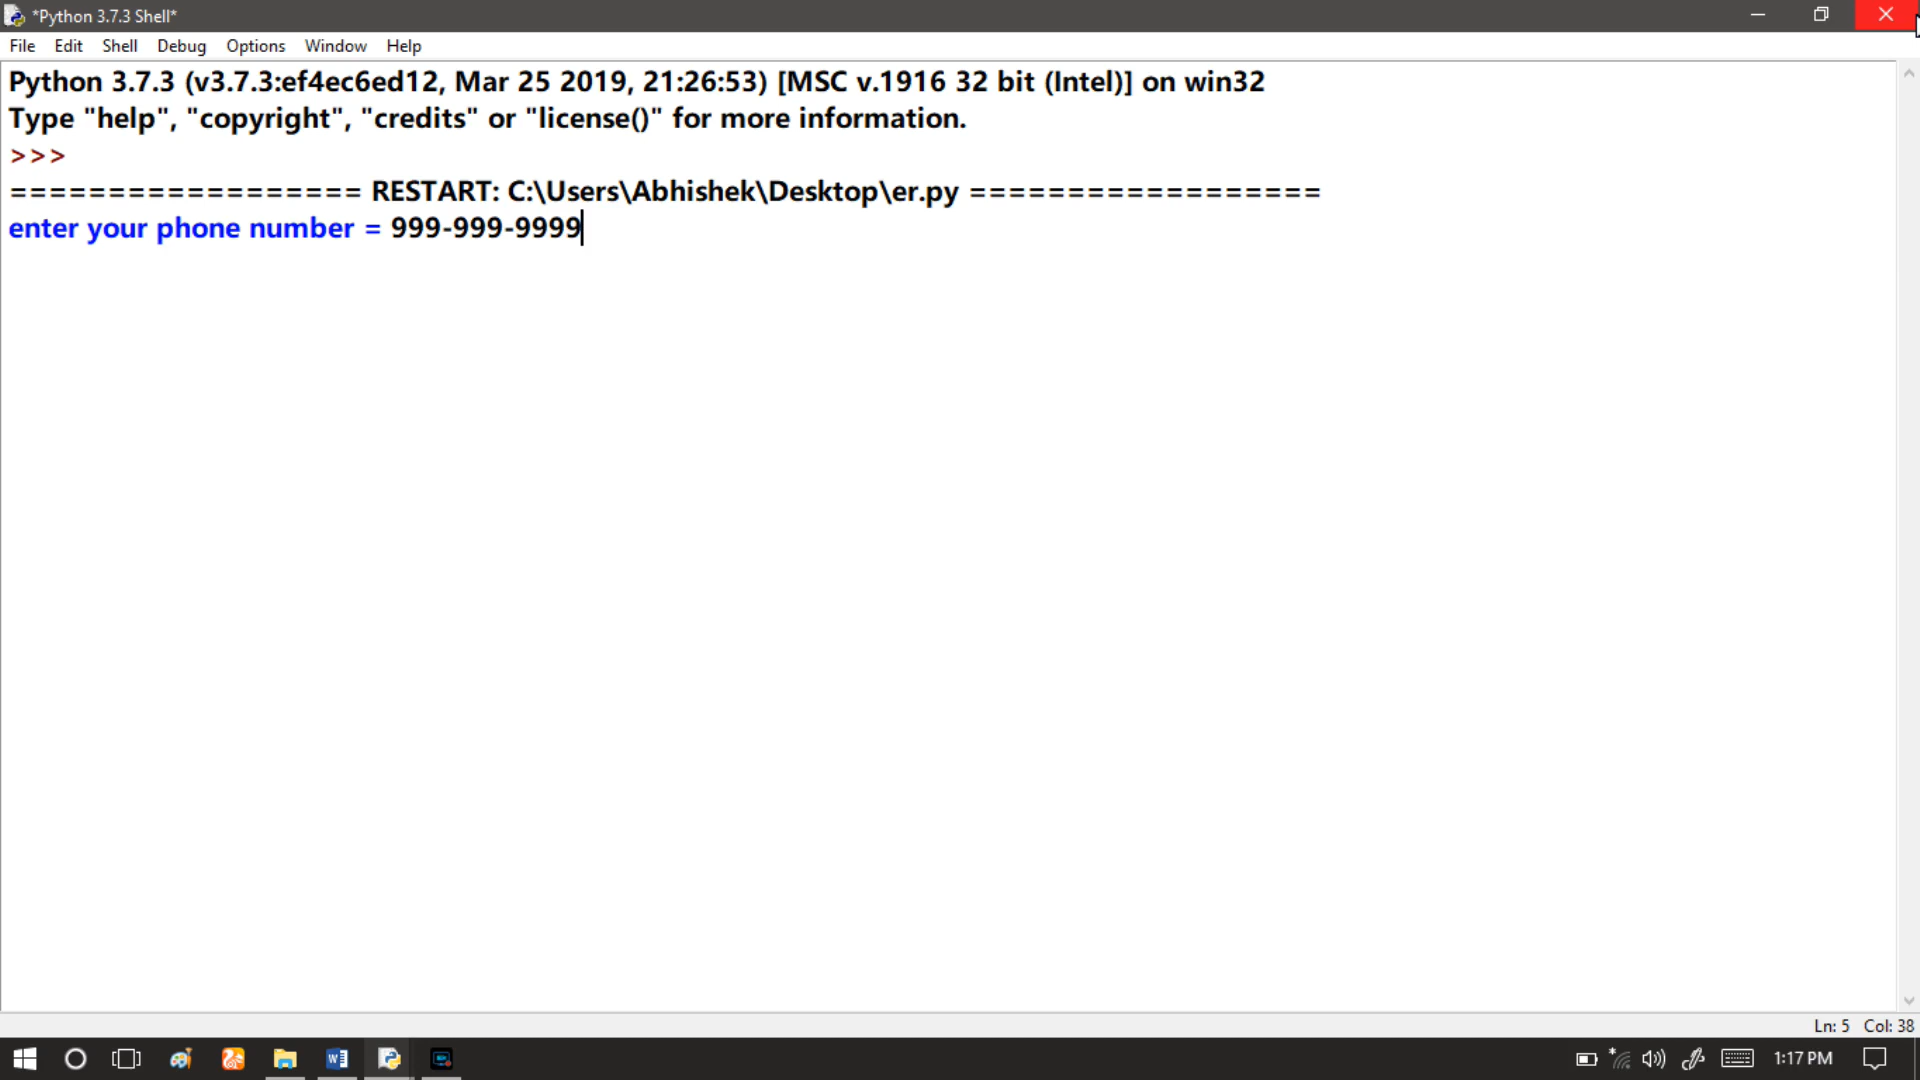 *Python 3.7.3 Shell*
File Edit Shell Debug Options Window Help
Python 3.7.3 (v3.7.3:ef4ec6ed12, Mar 25 2019, 21:26:53) [MSC v.1916 32 bit (Intel)] on win32
Type "help", "copyright", "credits" or "license()" for more information.
>>>
================== RESTART: C:\Users\Abhishek\Desktop\er.py ==================
enter your phone number = 999-999-9999
Ln: 5 Col: 38
1:17 PM